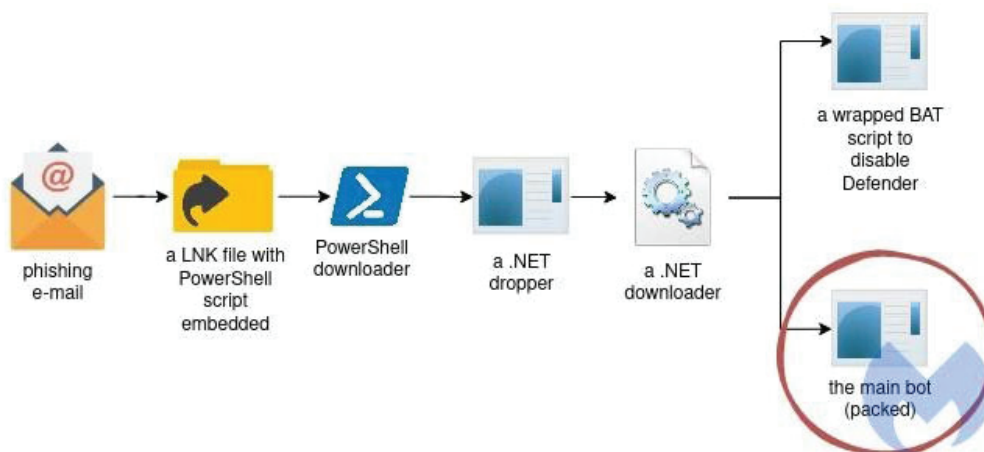 @
phishing
e-mail
a LNK file with
PowerShell
script
embedded
PowerShell
downloader
a .NET
dropper
a .NET
downloader
a wrapped BAT
script to
disable
Defender
the main bot
(packed)